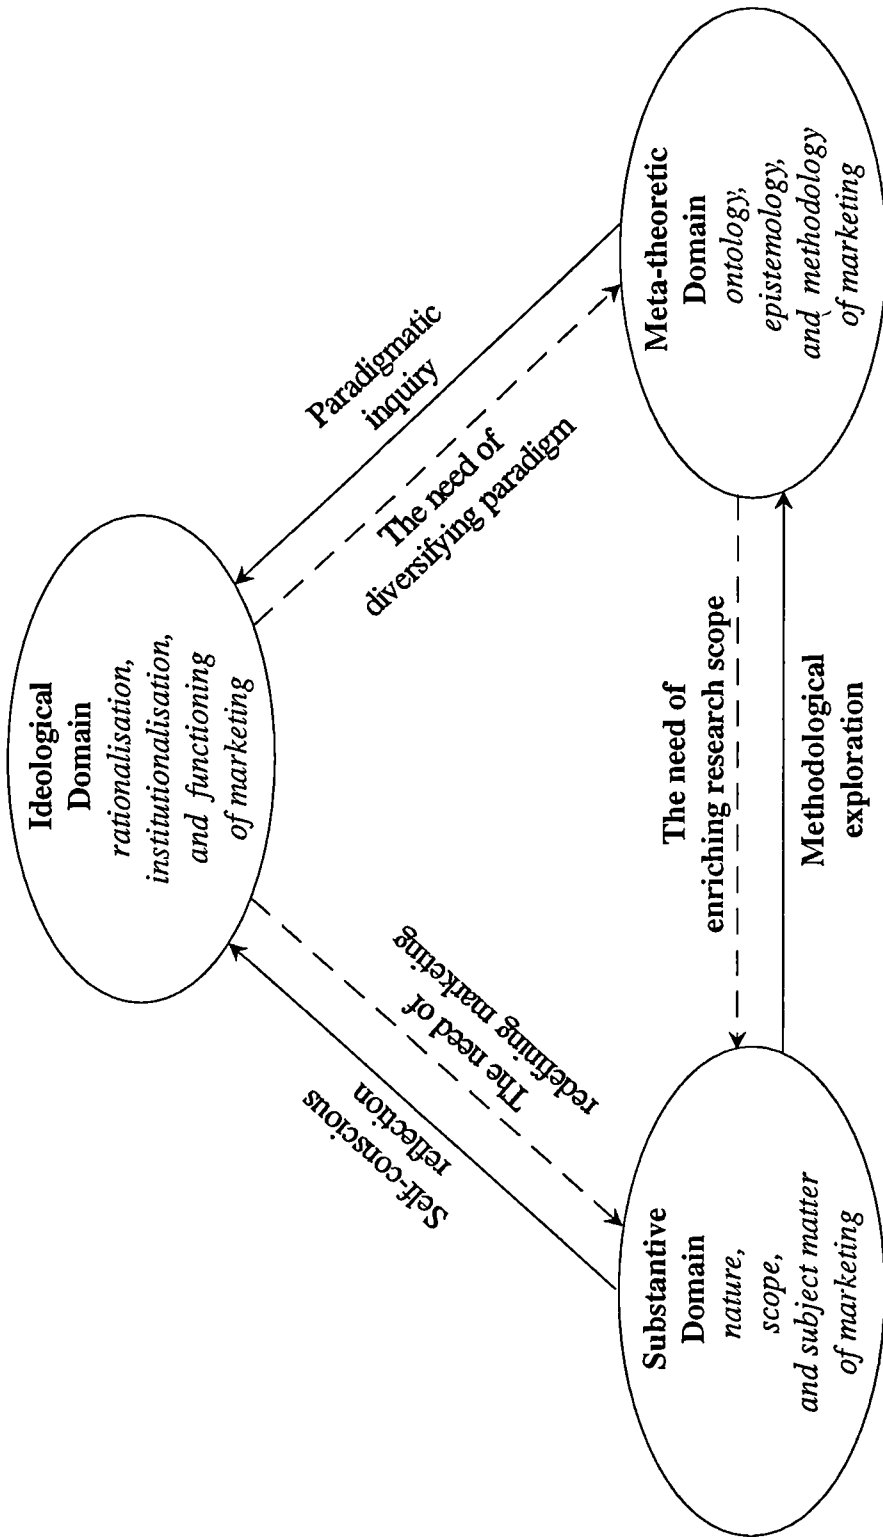 Ideological
Domain
rationalisation,
institutionalisation,
and functioning
of marketing
Self-conscious
reflection
The need of
redefining marketing
Paradigmatic
inquiry
The need of
diversifying paradigm
Substantive
Domain
nature,
scope,
and subject matter
of marketing
The need of
enriching research scope
Methodological
exploration
Meta-theoretic
Domain
ontology,
epistemology,
and methodology
of marketing